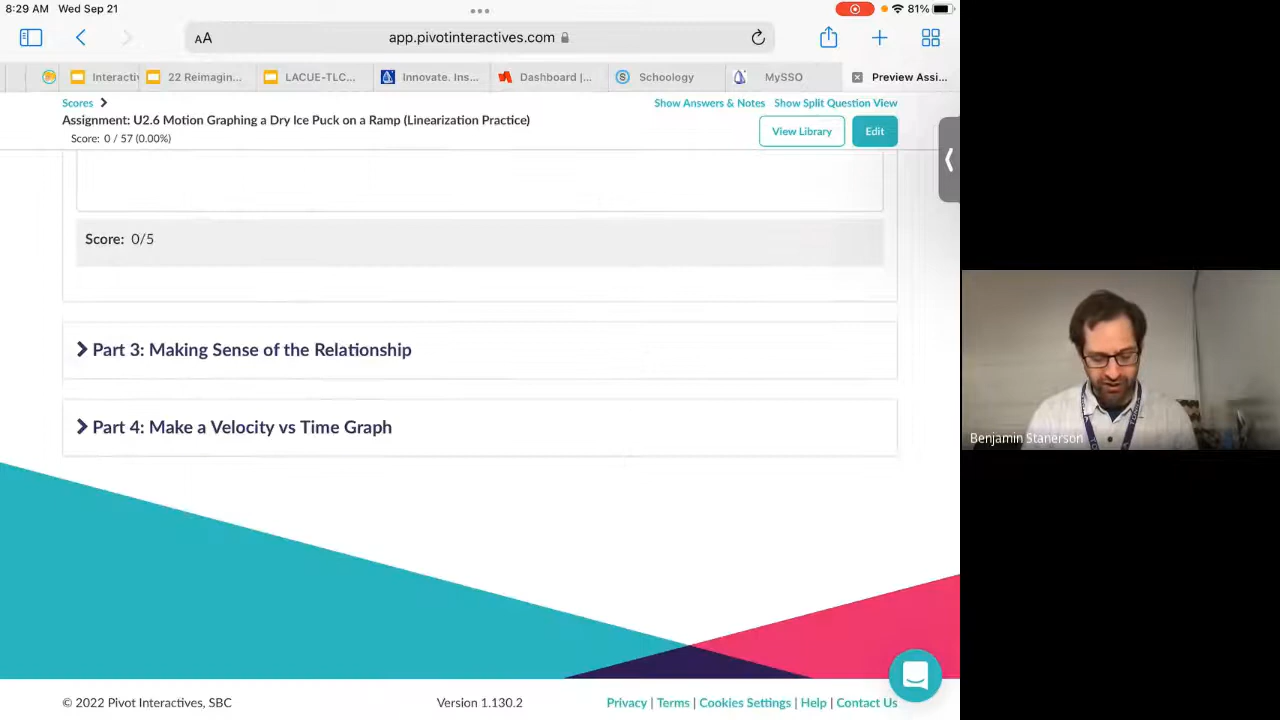 8:29 AM Wed Sep 21
81%
AA
app.pivotinteractives.com
Interacti
22 Reimagin...
LACUE-TLC...
Innovate. Ins...
Dashboard |...
Schoology
MySSO
Preview Assi...
Scores
Show Answers & Notes Show Split Question View
Assignment: U2.6 Motion Graphing a Dry Ice Puck on a Ramp (Linearization Practice)
View Library
Edit
Score: 0 / 57 (0.00%)
Score: 0/5
Part 3: Making Sense of the Relationship
Part 4: Make a Velocity vs Time Graph
Benjamin Stanerson
© 2022 Pivot Interactives, SBC
Version 1.130.2
Privacy | Terms | Cookies Settings | Help | Contact Us